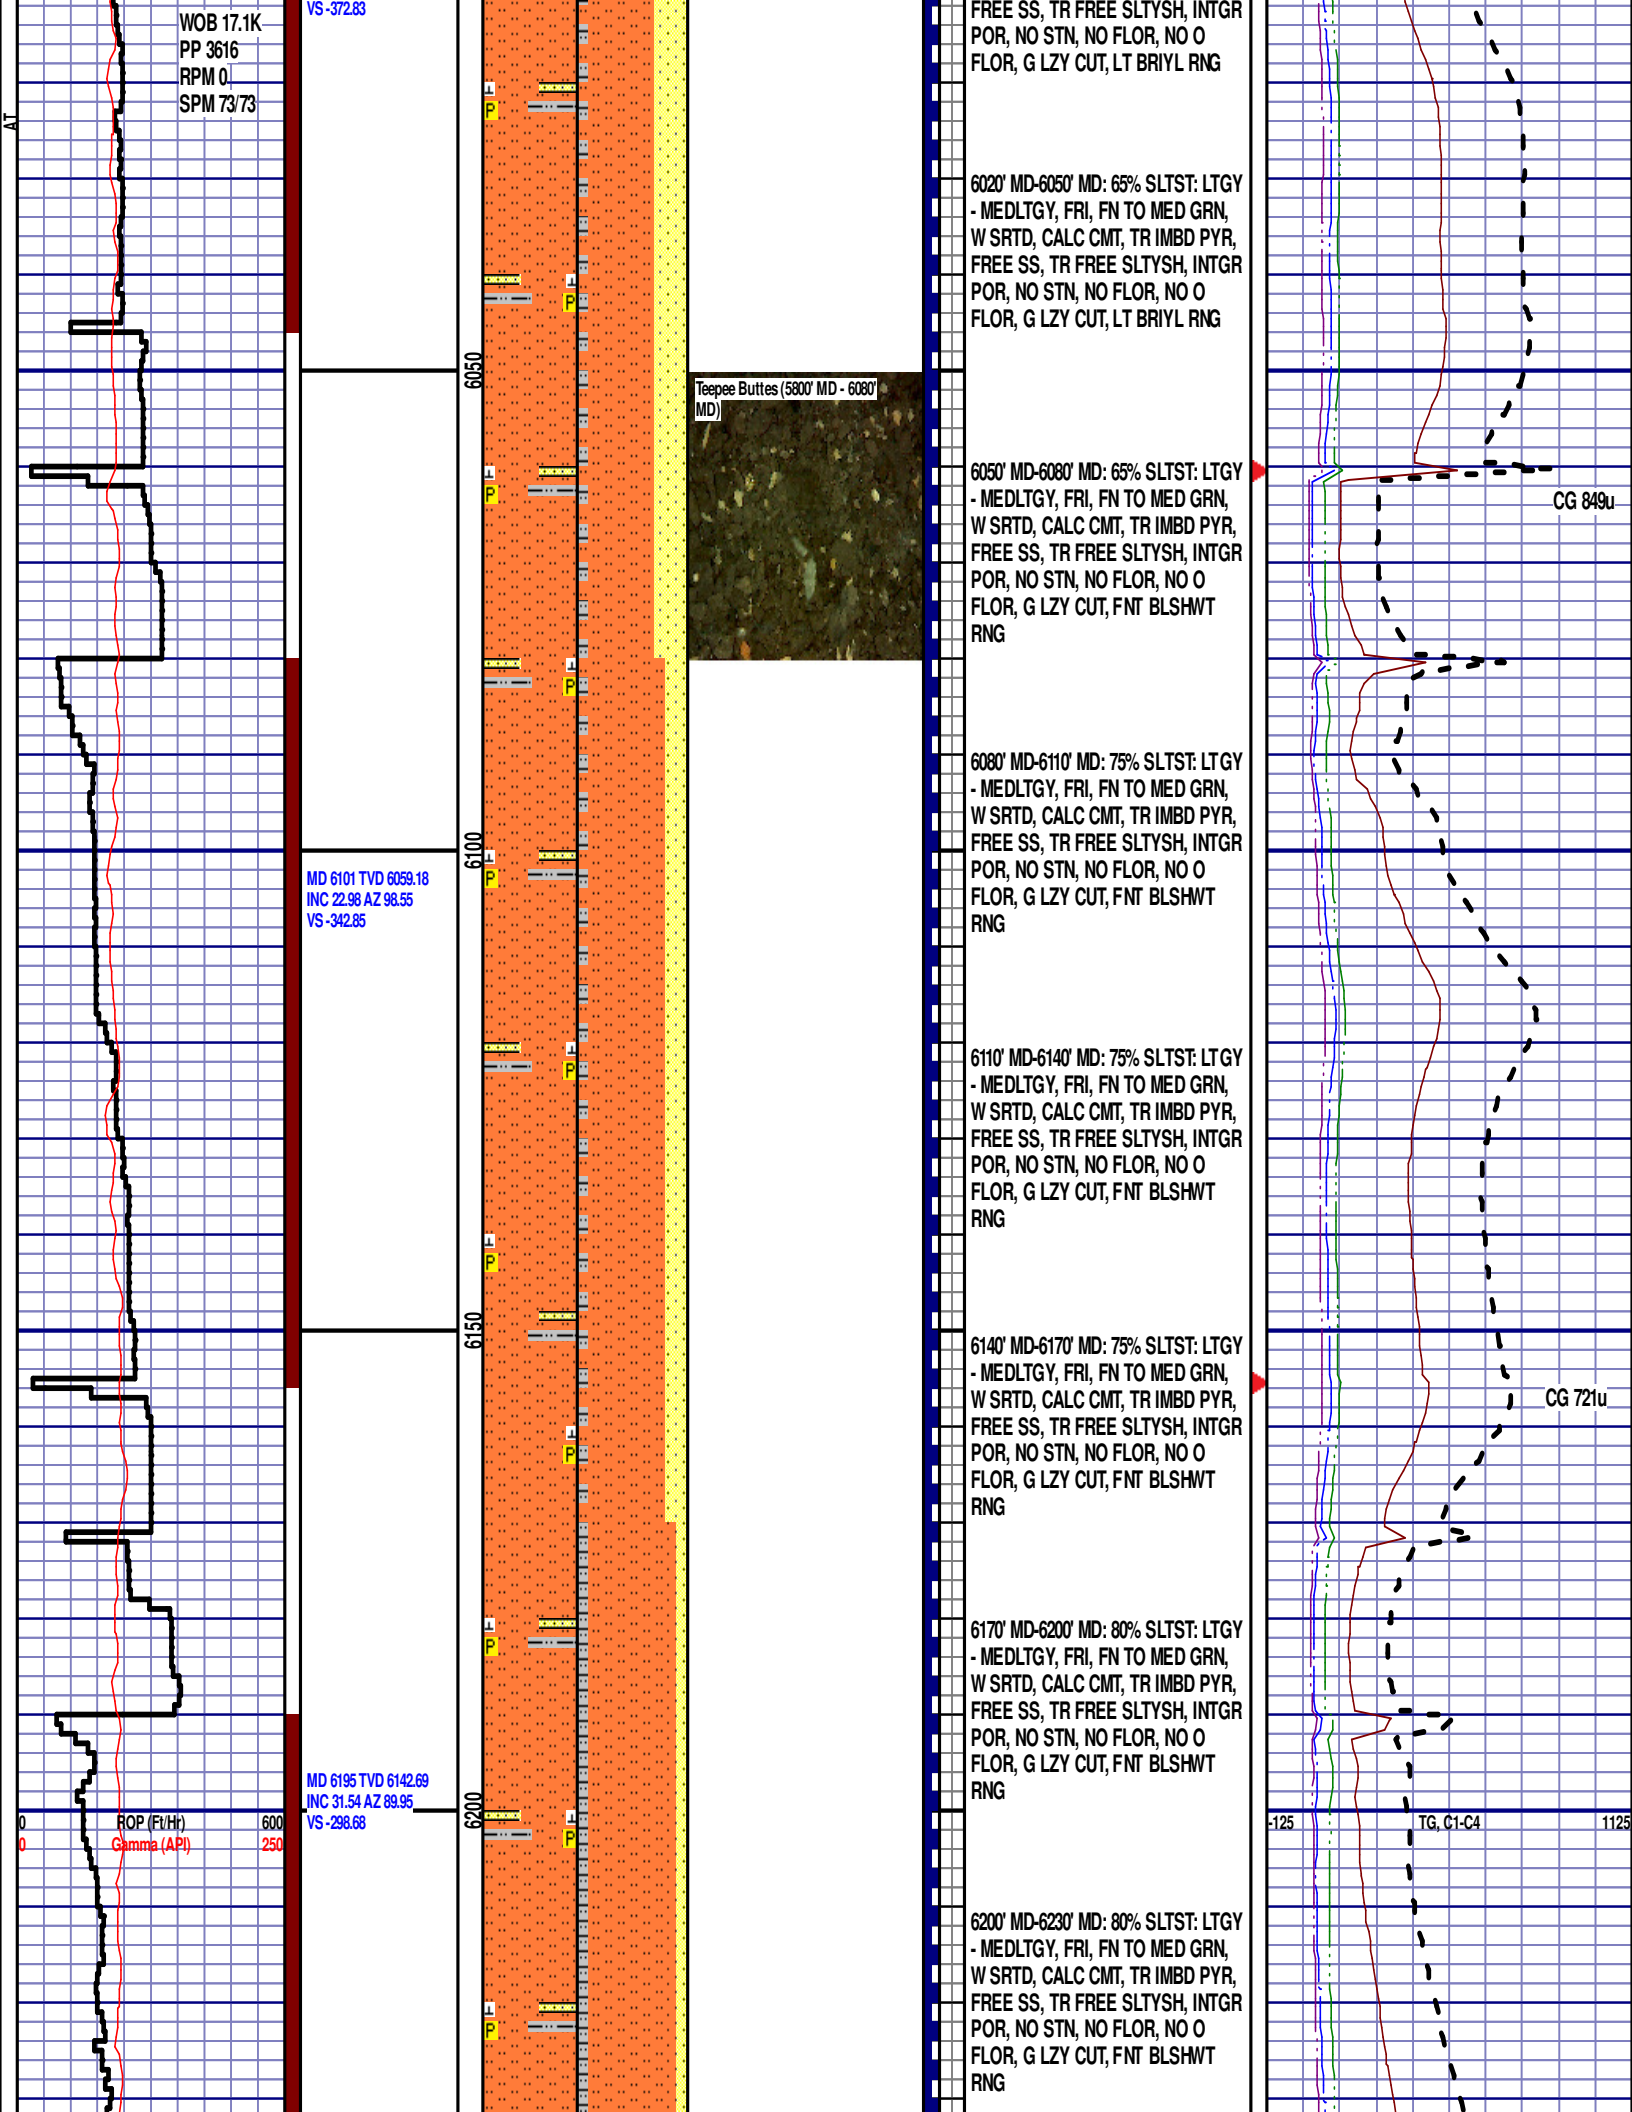 VS -372.83
WOB 17.1K
PP 3616
RPM 0
SPM 73/73
AT
FREE SS, TR FREE SLTYSH, INTGR
POR, NO STN, NO FLOR, NO O
FLOR, G LZY CUT, LT BRIYL RNG
6020' MD-6050' MD: 65% SLTST: LTGY
- MEDLTGY, FRI, FN TO MED GRN,
W SRTD, CALC CMT, TR IMBD PYR,
FREE SS, TR FREE SLTYSH, INTGR
POR, NO STN, NO FLOR, NO O
FLOR, G LZY CUT, LT BRIYL RNG
6050
Teepee Buttes (5800' MD - 6080'
MD)
6050' MD-6080' MD: 65% SLTST: LTGY
- MEDLTGY, FRI, FN TO MED GRN,
W SRTD, CALC CMT, TR IMBD PYR,
FREE SS, TR FREE SLTYSH, INTGR
POR, NO STN, NO FLOR, NO O
FLOR, G LZY CUT, FNT BLSHWT
RNG
CG 849u
6080' MD-6110' MD: 75% SLTST: LTGY
- MEDLTGY, FRI, FN TO MED GRN,
W SRTD, CALC CMT, TR IMBD PYR,
FREE SS, TR FREE SLTYSH, INTGR
POR, NO STN, NO FLOR, NO O
FLOR, G LZY CUT, FNT BLSHWT
RNG
6100
MD 6101 TVD 6059.18
INC 22.98 AZ 98.55
VS -342.85
6110' MD-6140' MD: 75% SLTST: LTGY
- MEDLTGY, FRI, FN TO MED GRN,
W SRTD, CALC CMT, TR IMBD PYR,
FREE SS, TR FREE SLTYSH, INTGR
POR, NO STN, NO FLOR, NO O
FLOR, G LZY CUT, FNT BLSHWT
RNG
6150
6140' MD-6170' MD: 75% SLTST: LTGY
- MEDLTGY, FRI, FN TO MED GRN,
W SRTD, CALC CMT, TR IMBD PYR,
FREE SS, TR FREE SLTYSH, INTGR
POR, NO STN, NO FLOR, NO O
FLOR, G LZY CUT, FNT BLSHWT
RNG
CG 721u
6170' MD-6200' MD: 80% SLTST: LTGY
- MEDLTGY, FRI, FN TO MED GRN,
W SRTD, CALC CMT, TR IMBD PYR,
FREE SS, TR FREE SLTYSH, INTGR
POR, NO STN, NO FLOR, NO O
FLOR, G LZY CUT, FNT BLSHWT
RNG
MD 6195 TVD 6142.69
INC 31.54 AZ 89.95
VS -298.68
6200
0 ROP (Ft/Hr) 600
0 Gamma (API) 250
-125 TG, C1-C4 1125
6200' MD-6230' MD: 80% SLTST: LTGY
- MEDLTGY, FRI, FN TO MED GRN,
W SRTD, CALC CMT, TR IMBD PYR,
FREE SS, TR FREE SLTYSH, INTGR
POR, NO STN, NO FLOR, NO O
FLOR, G LZY CUT, FNT BLSHWT
RNG
P
P
P
P
P
P
P
P
P
P
P